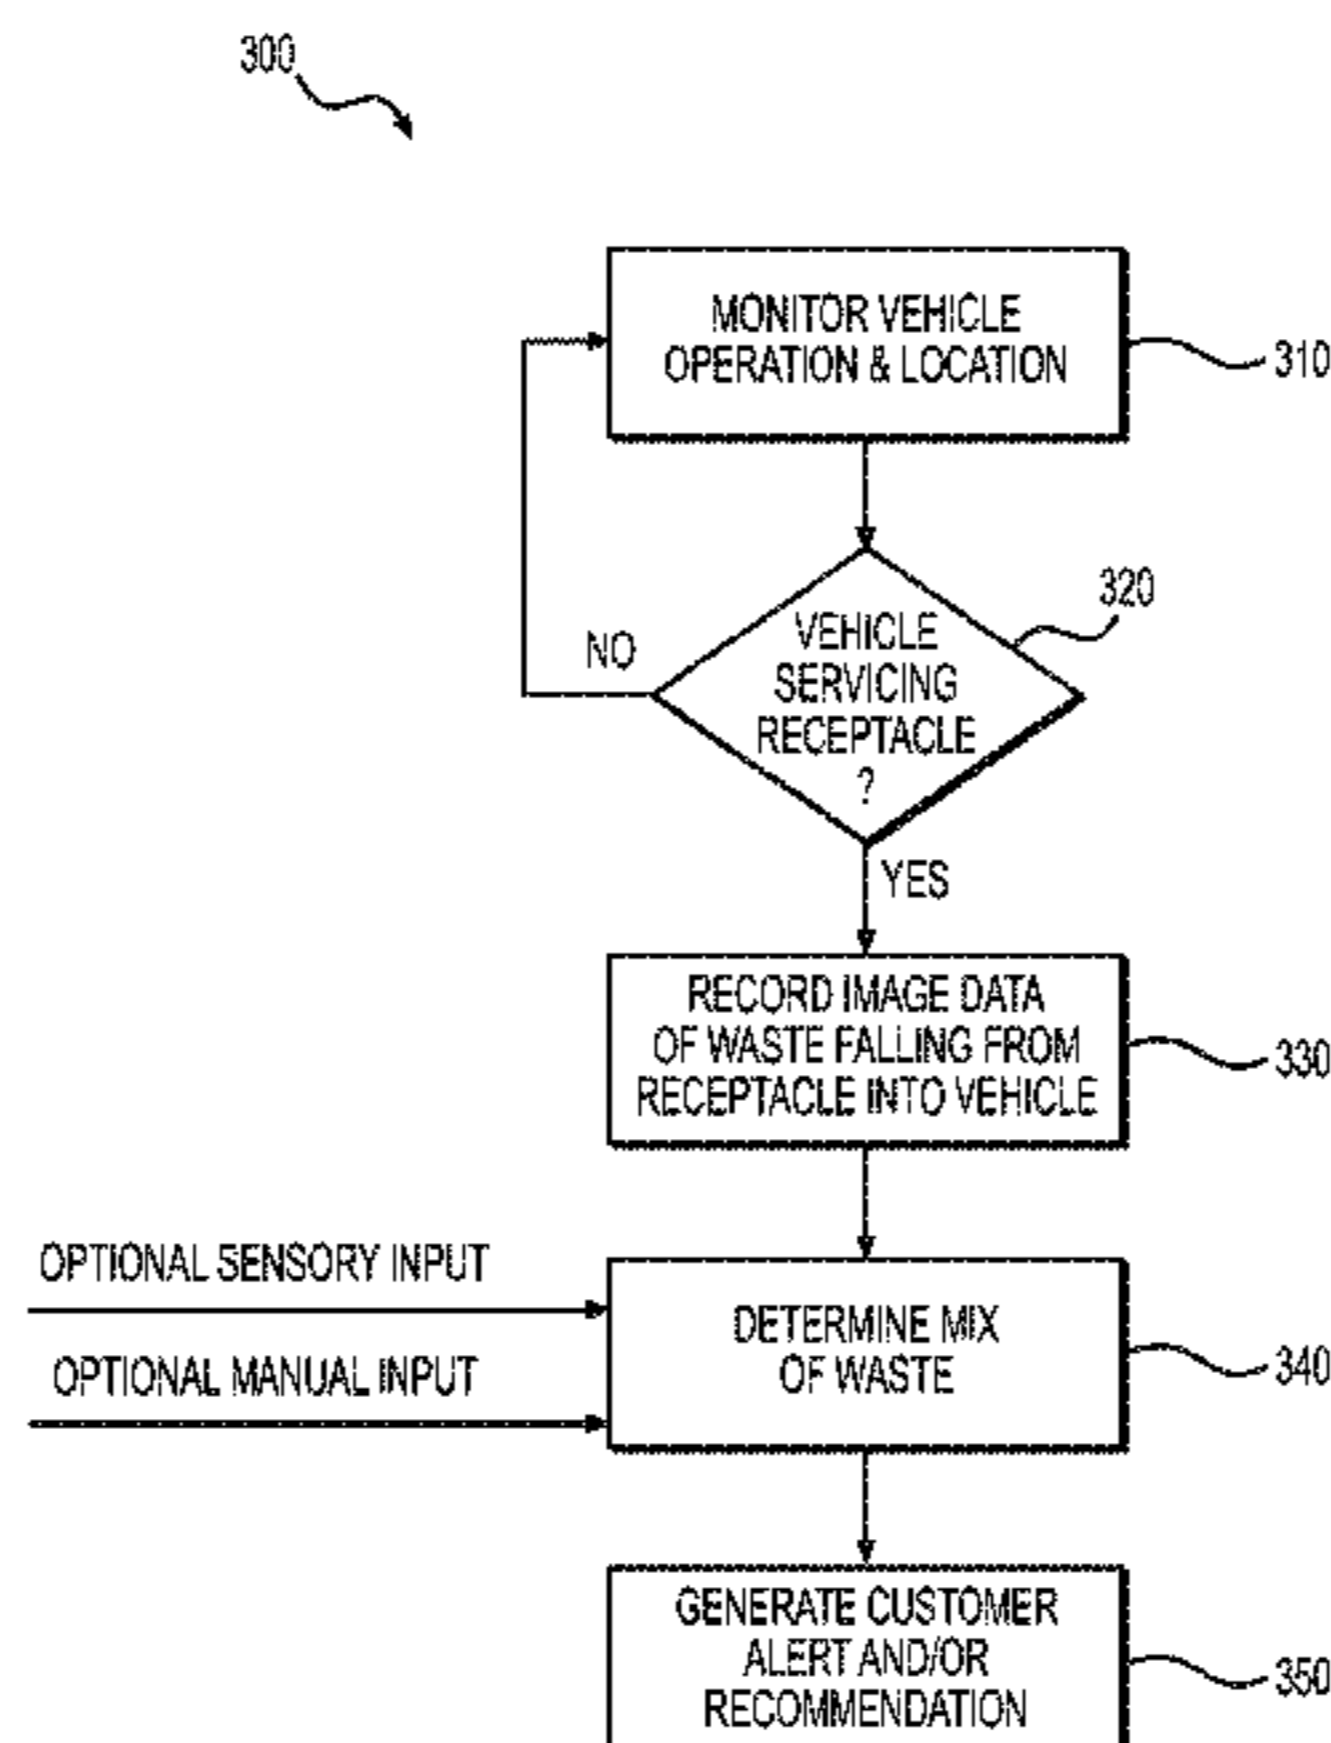 300
MONITOR VEHICLE
OPERATION & LOCATION
310
320
VEHICLE
SERVICING
RECEPTACLE
?
NO
YES
RECORD IMAGE DATA
OF WASTE FALLING FROM
RECEPTACLE INTO VEHICLE
330
OPTIONAL SENSORY INPUT
OPTIONAL MANUAL INPUT
DETERMINE MIX
OF WASTE
340
GENERATE CUSTOMER
ALERT AND/OR
RECOMMENDATION
350